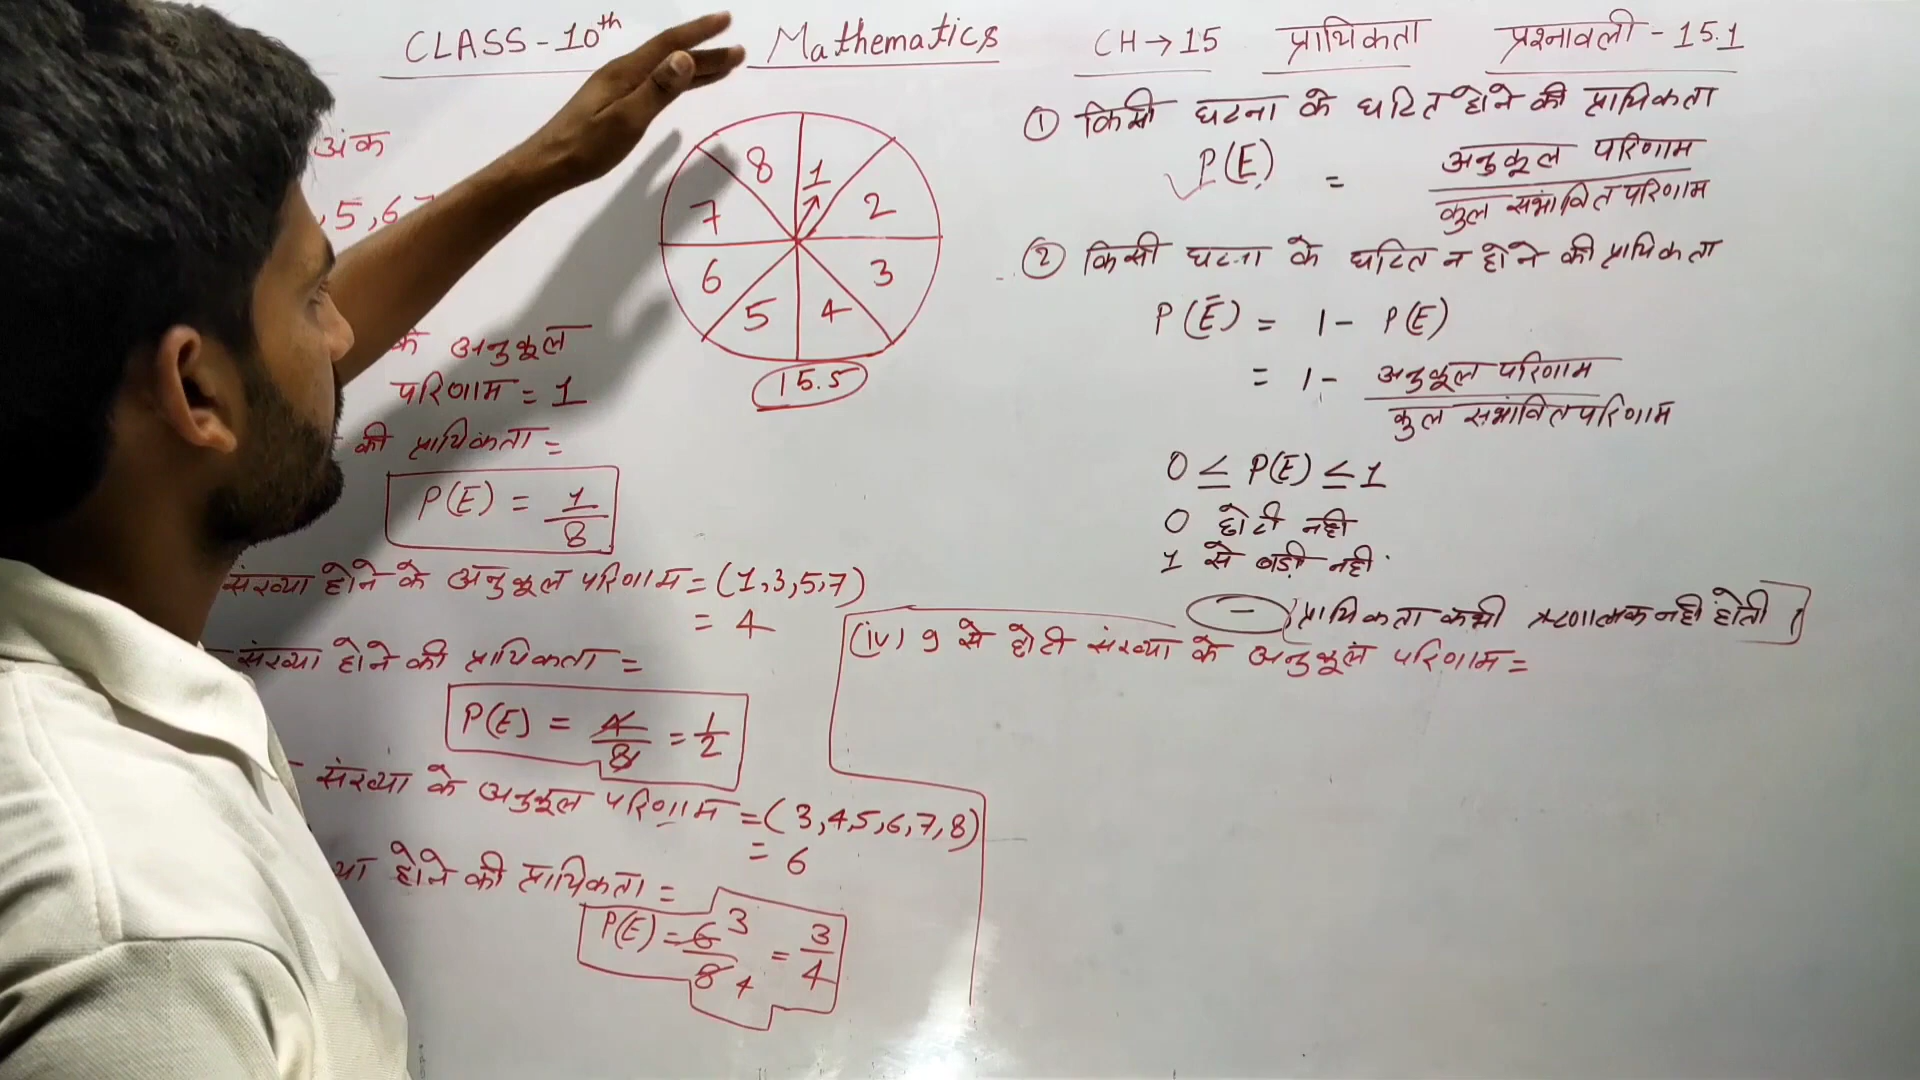 CLASS-10th Mathematics CH→15 प्रायिकता प्रश्नावली-15.1
अंक
,5,6
8 1
7 2
6 3
5 4
15.5
के अनुकूल
परिणाम = 1
की प्रायिकता =
P(E) = 1/8
संख्या होने के अनुकूल परिणाम = (1,3,5,7)
= 4
संख्या होने की प्रायिकता =
P(E) = 4/8 = 1/2
संख्या के अनुकूल परिणाम = (3,4,5,6,7,8)
= 6
होने की प्रायिकता =
P(E) = 6/8 3 4 = 3/4
① किसी घटना के घटित होने की प्रायिकता
P(E) = अनुकूल परिणाम
कुल संभावित परिणाम
② किसी घटना के घटित न होने की प्रायिकता
P(Ē) = 1 - P(E)
= 1 - अनुकूल परिणाम
कुल सभांवित परिणाम
0 ≤ P(E) ≤ 1
0 छोटी नही
1 से बड़ी नही
- प्रायिकता कभी ऋणात्मक नही होती।
(iv) 9 से छोटी संख्या के अनुकूल परिणाम =